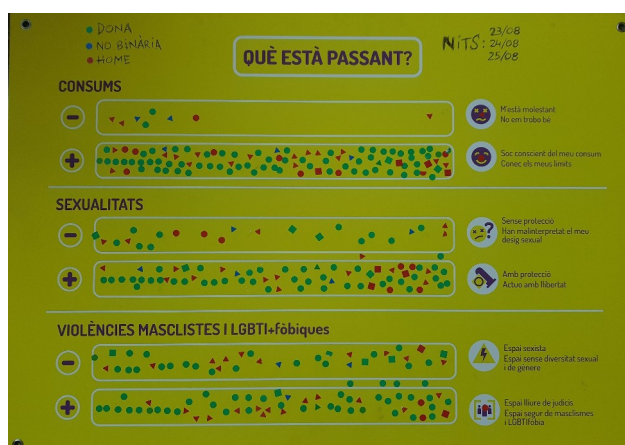 DONA
NO BINÀRIA
HOME
QUÈ ESTÀ PASSANT?
NITS: 23/08
24/08
25/08
CONSUMS
M'està molestant
No em trobo bé
Soc conscient del meu consum
Conec els meus límits
SEXUALITATS
Sense protecció
Han malinterpretat el meu
desig sexual
Amb protecció
Actuo amb llibertat
VIOLÈNCIES MASCLISTES I LGBTI+fòbiques
Espai sexista
Espai sense diversitat sexual
i de gènere
Espai lliure de judicis
Espai segur de masclismes
i LGBTIfòbia